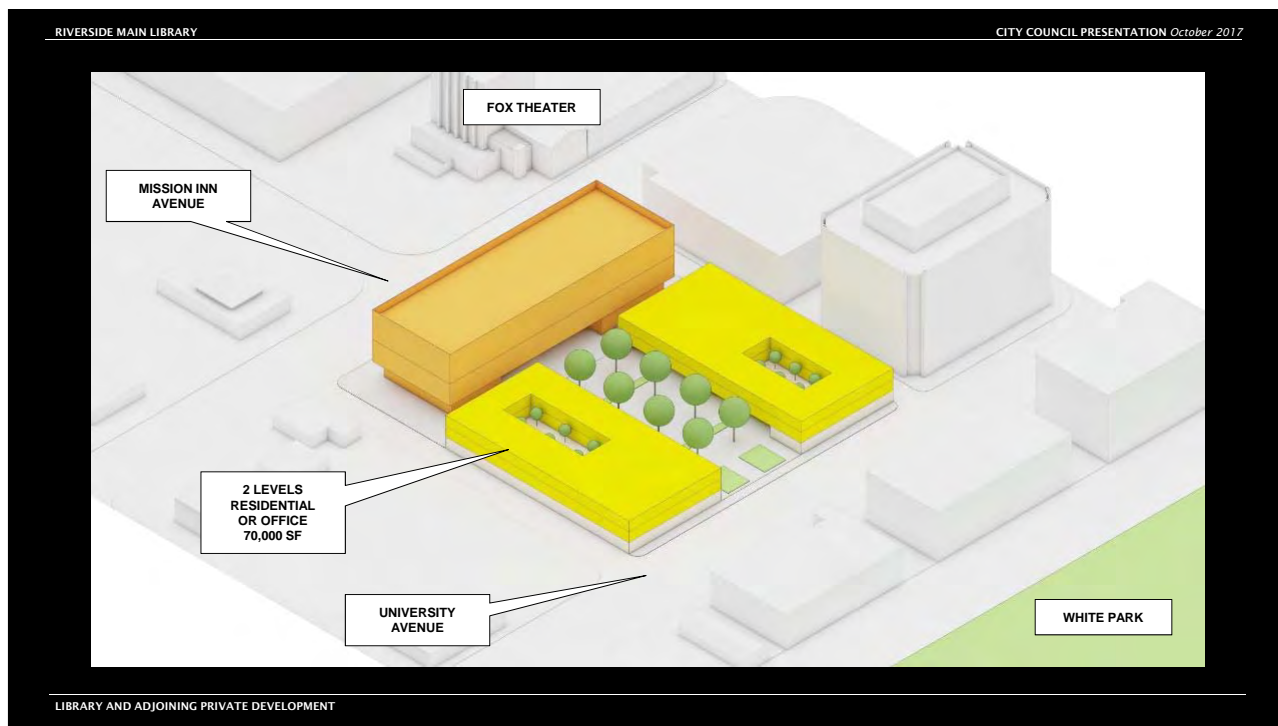 RIVERSIDE MAIN LIBRARY
CITY COUNCIL PRESENTATION October 2017
FOX THEATER
MISSION INN
AVENUE
2 LEVELS
RESIDENTIAL
OR OFFICE
70,000 SF
UNIVERSITY
AVENUE
WHITE PARK
LIBRARY AND ADJOINING PRIVATE DEVELOPMENT